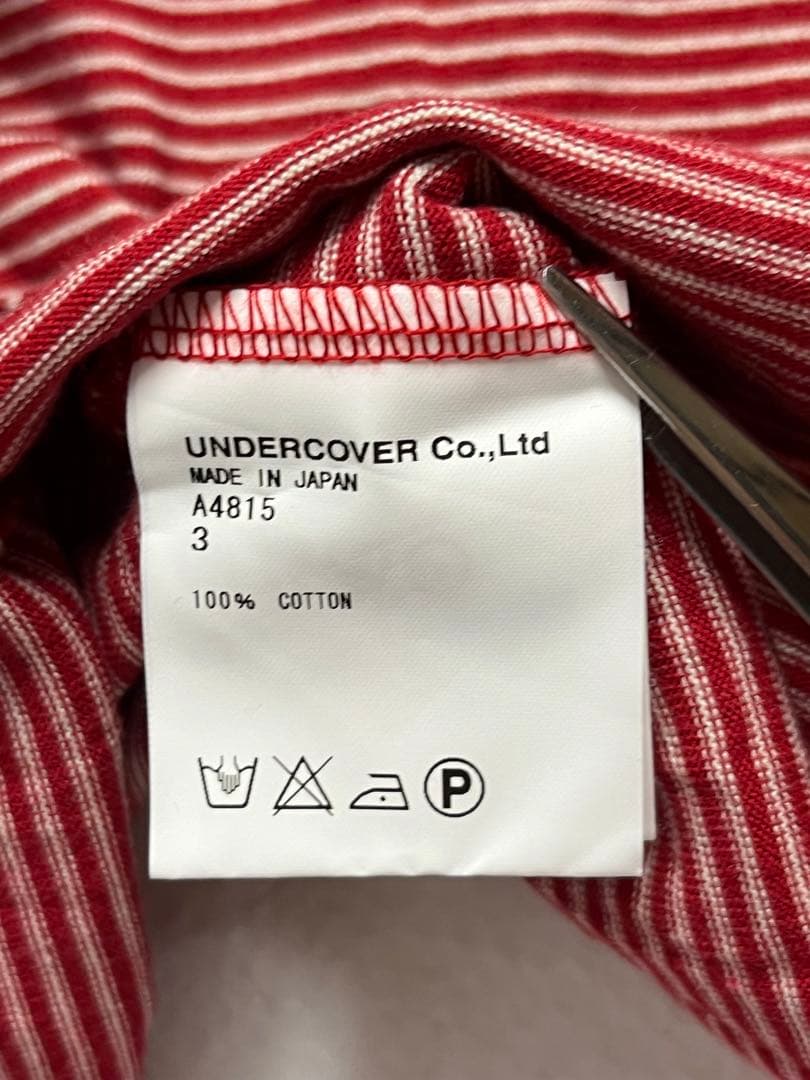 UNDERCOVER Co.,Ltd
MADE IN JAPAN
A4815
3
100% COTTON
P